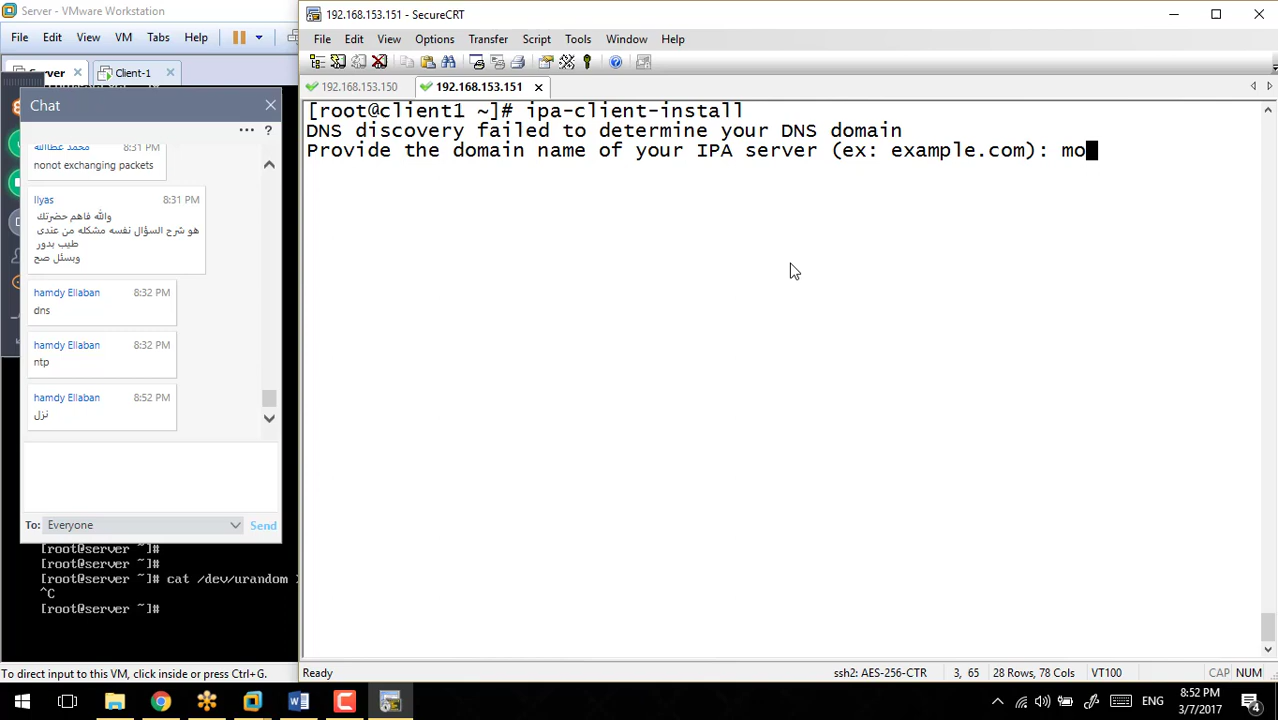 Server - VMware Workstation
File Edit View VM Tabs Help
Server Client-1
Chat
محمد عطاالله 8:31 PM
nonot exchanging packets
Ilyas 8:31 PM
والله فاهم حضرتك
هو شرح السؤال نفسه مشكله من عندى
طيب بدور
وبسئل صح
hamdy Ellaban 8:32 PM
dns
hamdy Ellaban 8:32 PM
ntp
hamdy Ellaban 8:52 PM
نزل
To: Everyone Send
[root@server ~]#
[root@server ~]#
[root@server ~]# cat /dev/urandom
^C
[root@server ~]#
To direct input to this VM, click inside or press Ctrl+G.
192.168.153.151 - SecureCRT
File Edit View Options Transfer Script Tools Window Help
192.168.153.150 192.168.153.151
[root@client1 ~]# ipa-client-install
DNS discovery failed to determine your DNS domain
Provide the domain name of your IPA server (ex: example.com): mo
Ready ssh2: AES-256-CTR 3, 65 28 Rows, 78 Cols VT100 CAP NUM
ENG
8:52 PM
3/7/2017
4